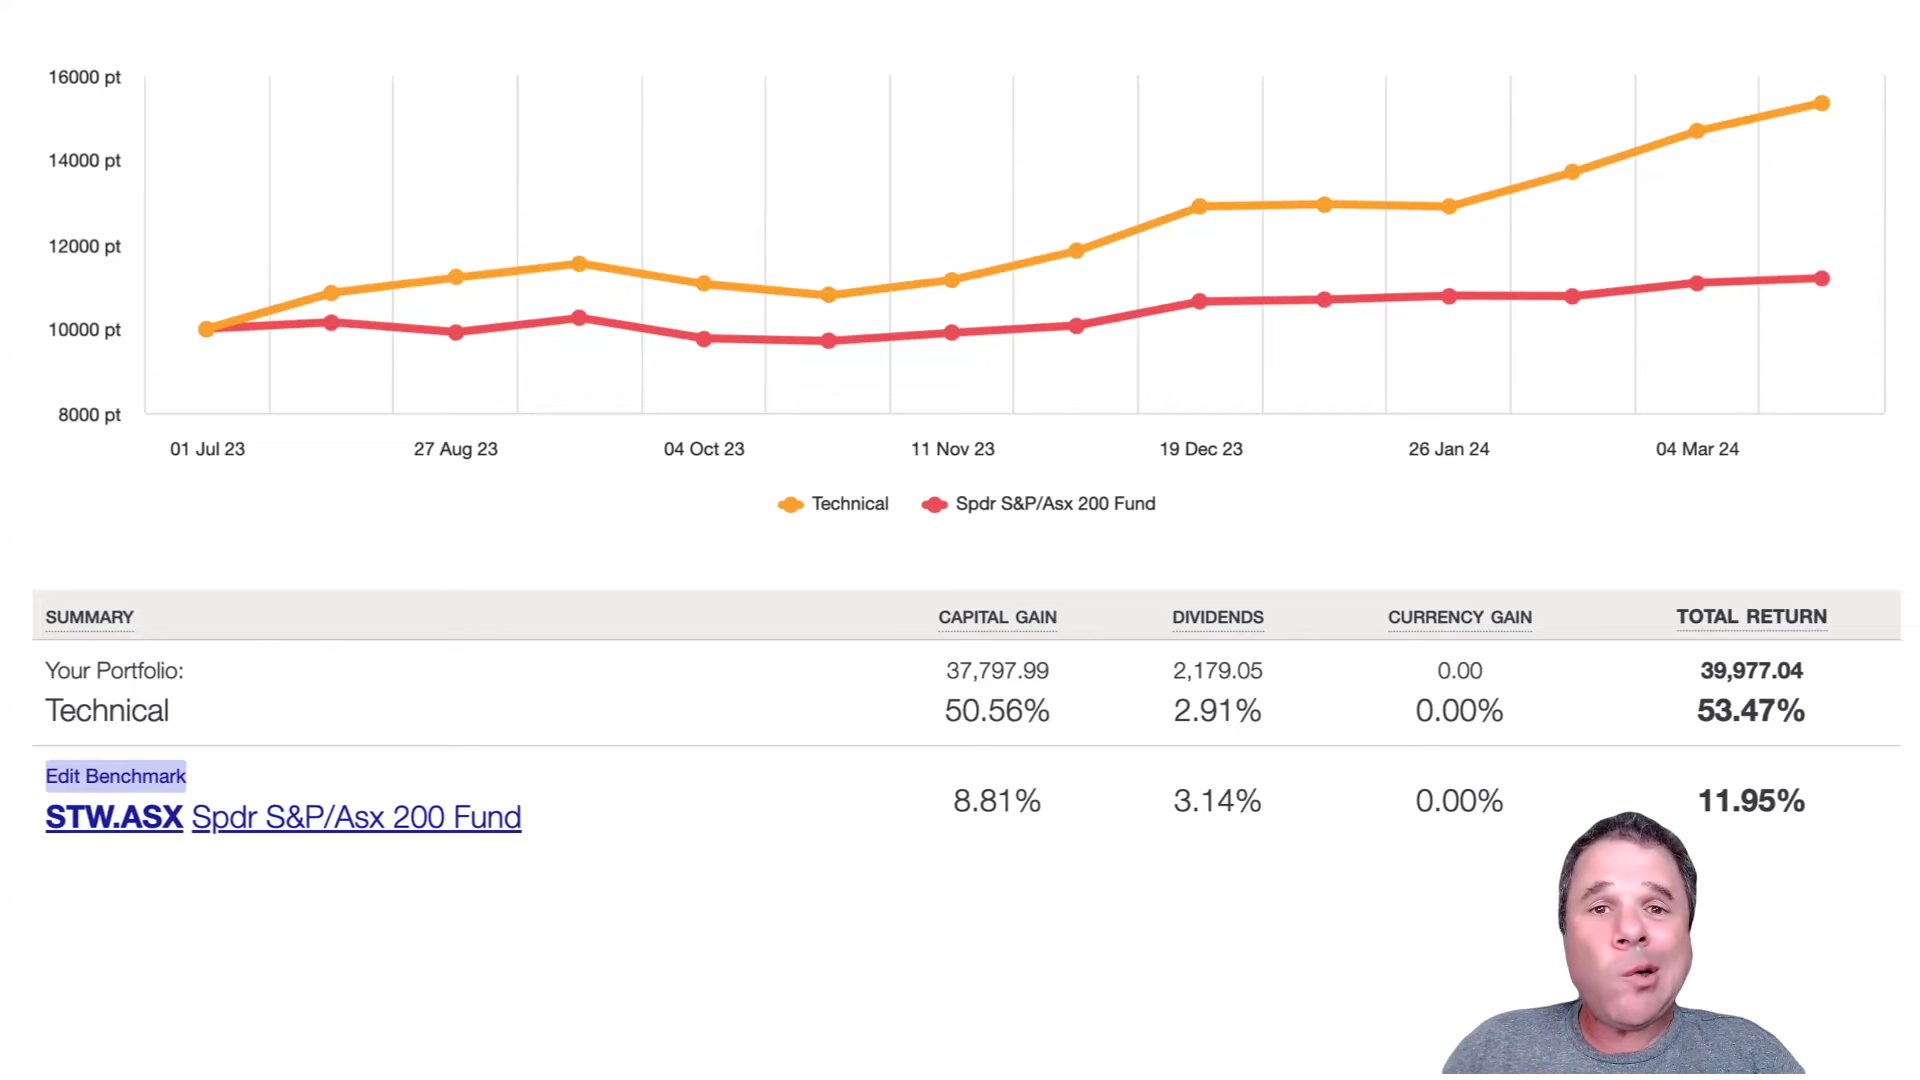 16000 pt
14000 pt
12000 pt
10000 pt
8000 pt
01 Jul 23 27 Aug 23 04 Oct 23 11 Nov 23 19 Dec 23 26 Jan 24 04 Mar 24
Technical Spdr S&P/Asx 200 Fund
SUMMARY CAPITAL GAIN DIVIDENDS CURRENCY GAIN TOTAL RETURN
Your Portfolio: 37,797.99 2,179.05 0.00 39,977.04
Technical 50.56% 2.91% 0.00% 53.47%
Edit Benchmark
STW.ASX Spdr S&P/Asx 200 Fund 8.81% 3.14% 0.00% 11.95%